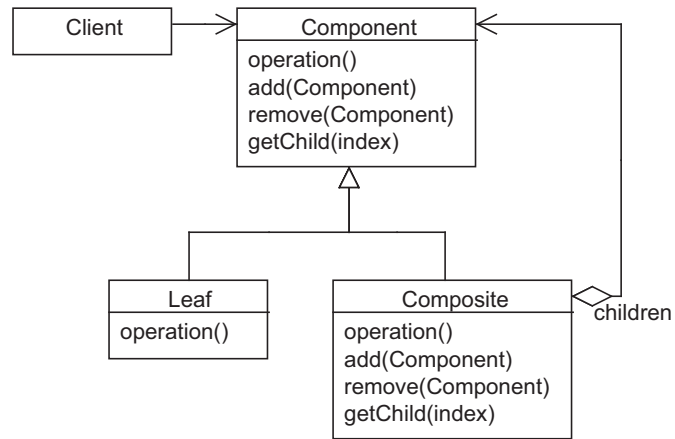 Client
Component
operation()
add(Component)
remove(Component)
getChild(index)
Leaf
operation()
Composite
operation()
add(Component)
remove(Component)
getChild(index)
children